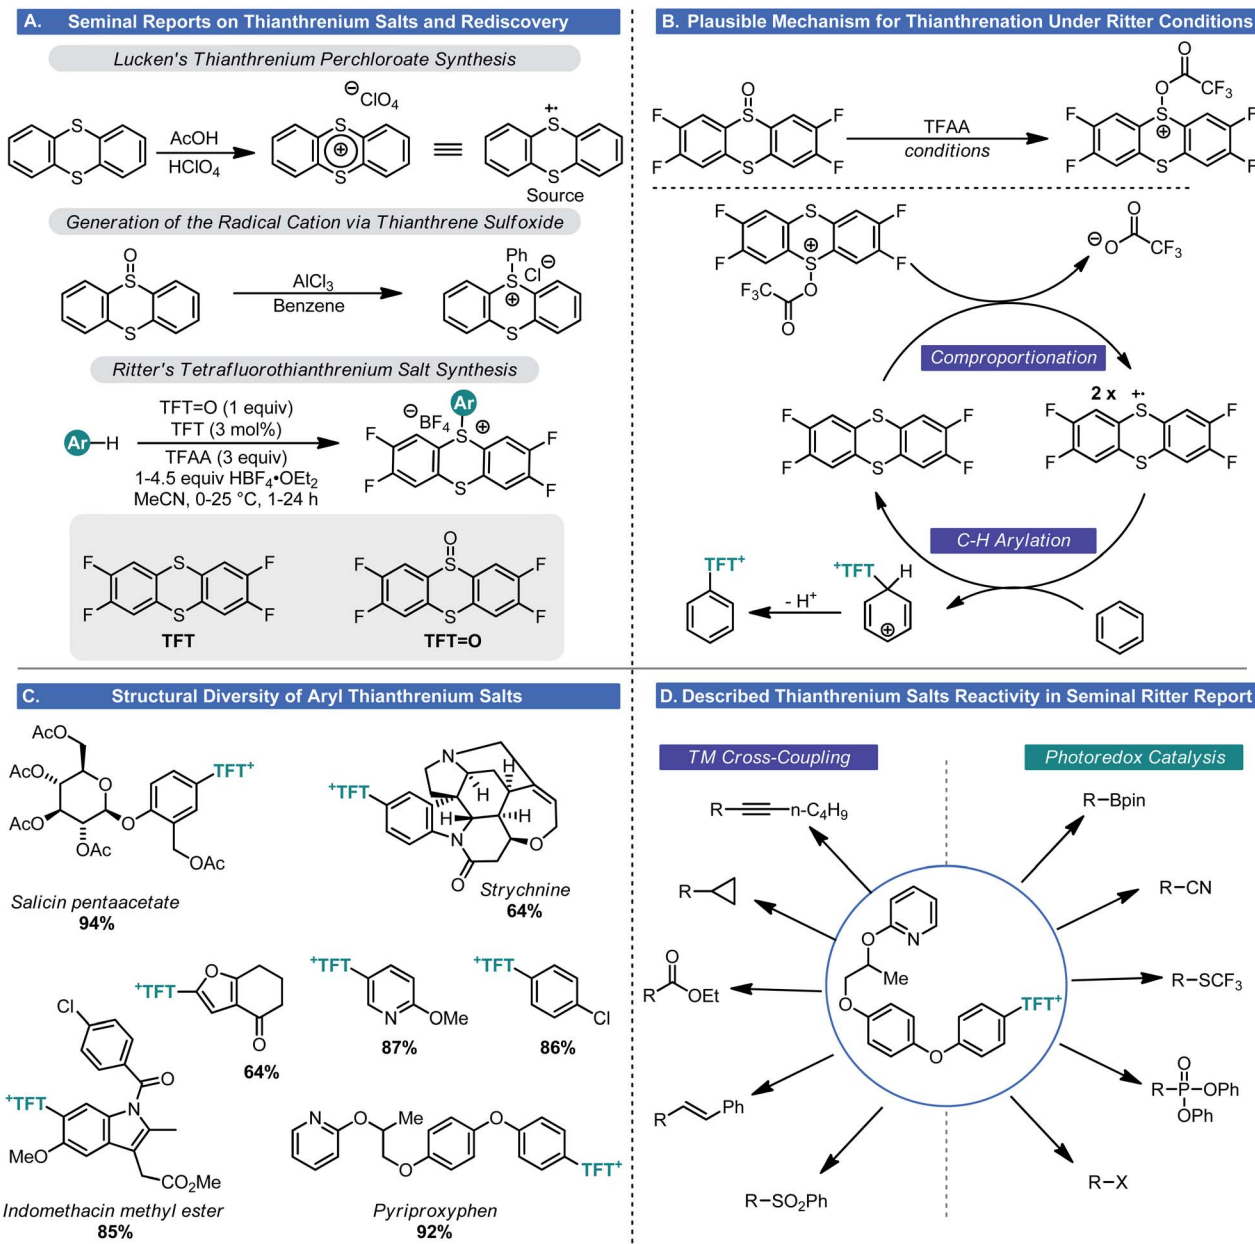 A. Seminal Reports on Thianthrenium Salts and Rediscovery
Lucken's Thianthrenium Perchlorate Synthesis
S
S
AcOH
HClO₄
⊖ClO₄
S
⊕
S
+•
S
S
Source
Generation of the Radical Cation via Thianthrene Sulfoxide
O
S
S
AlCl₃
Benzene
Ph
Cl⊖
S
⊕
S
Ritter's Tetrafluorothianthrenium Salt Synthesis
Ar–H
TFT=O (1 equiv)
TFT (3 mol%)
TFAA (3 equiv)
1-4.5 equiv HBF₄•OEt₂
MeCN, 0-25 °C, 1-24 h
⊖BF₄
Ar
F S ⊕ F
F S F
F S F
F S F
TFT
O
F S F
F S F
TFT=O
B. Plausible Mechanism for Thianthrenation Under Ritter Conditions
O
F S F
F S F
TFAA
conditions
O
O CF₃
F S F
⊕
F S F
F S F
⊕
F S F
F₃C O
O
O
⊖O CF₃
Comproportionation
F S F
F S F
2 x +•
F S F
F S F
C-H Arylation
TFT⁺
- H⁺
⁺TFT H
⊕
C. Structural Diversity of Aryl Thianthrenium Salts
AcO
AcO O
AcO OAc O
TFT⁺
OAc
Salicin pentaacetate
94%
N H
⁺TFT
H
H H
N O
O
Strychnine
64%
⁺TFT O
O
64%
⁺TFT
N OMe
87%
⁺TFT
Cl
86%
Cl
O
⁺TFT N
MeO
CO₂Me
Indomethacin methyl ester
85%
N O Me O
O TFT⁺
Pyriproxyphen
92%
D. Described Thianthrenium Salts Reactivity in Seminal Ritter Report
TM Cross-Coupling
Photoredox Catalysis
R n-C₄H₉
R
O
R OEt
R Ph
R–SO₂Ph
R–Bpin
R–CN
R–SCF₃
O
R–P–OPh
OPh
R–X
N
O
Me
O
O
TFT⁺